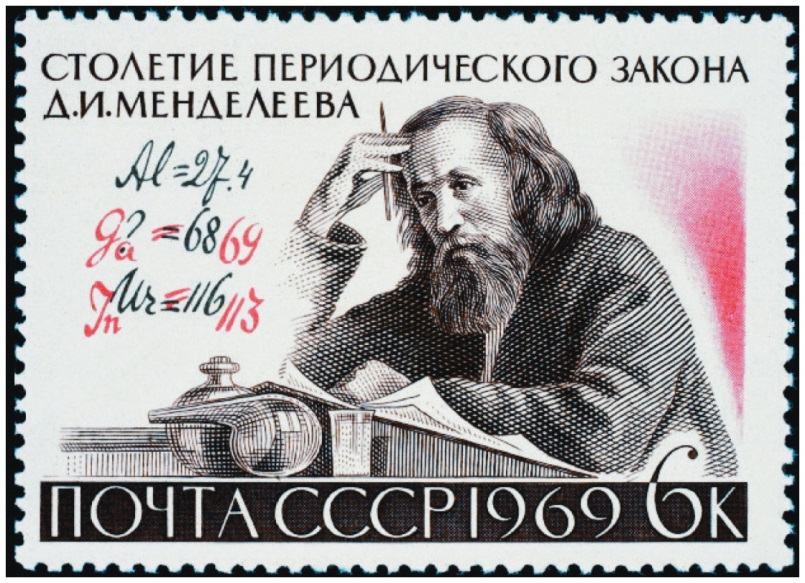 СТОЛЕТИЕ ПЕРИОДИЧЕСКОГО ЗАКОНА
Д.И.МЕНДЕЛЕЕВА
Al=27.4
Ga ?=68 69
In Ur=116 113
ПОЧТА СССР 1969 6К